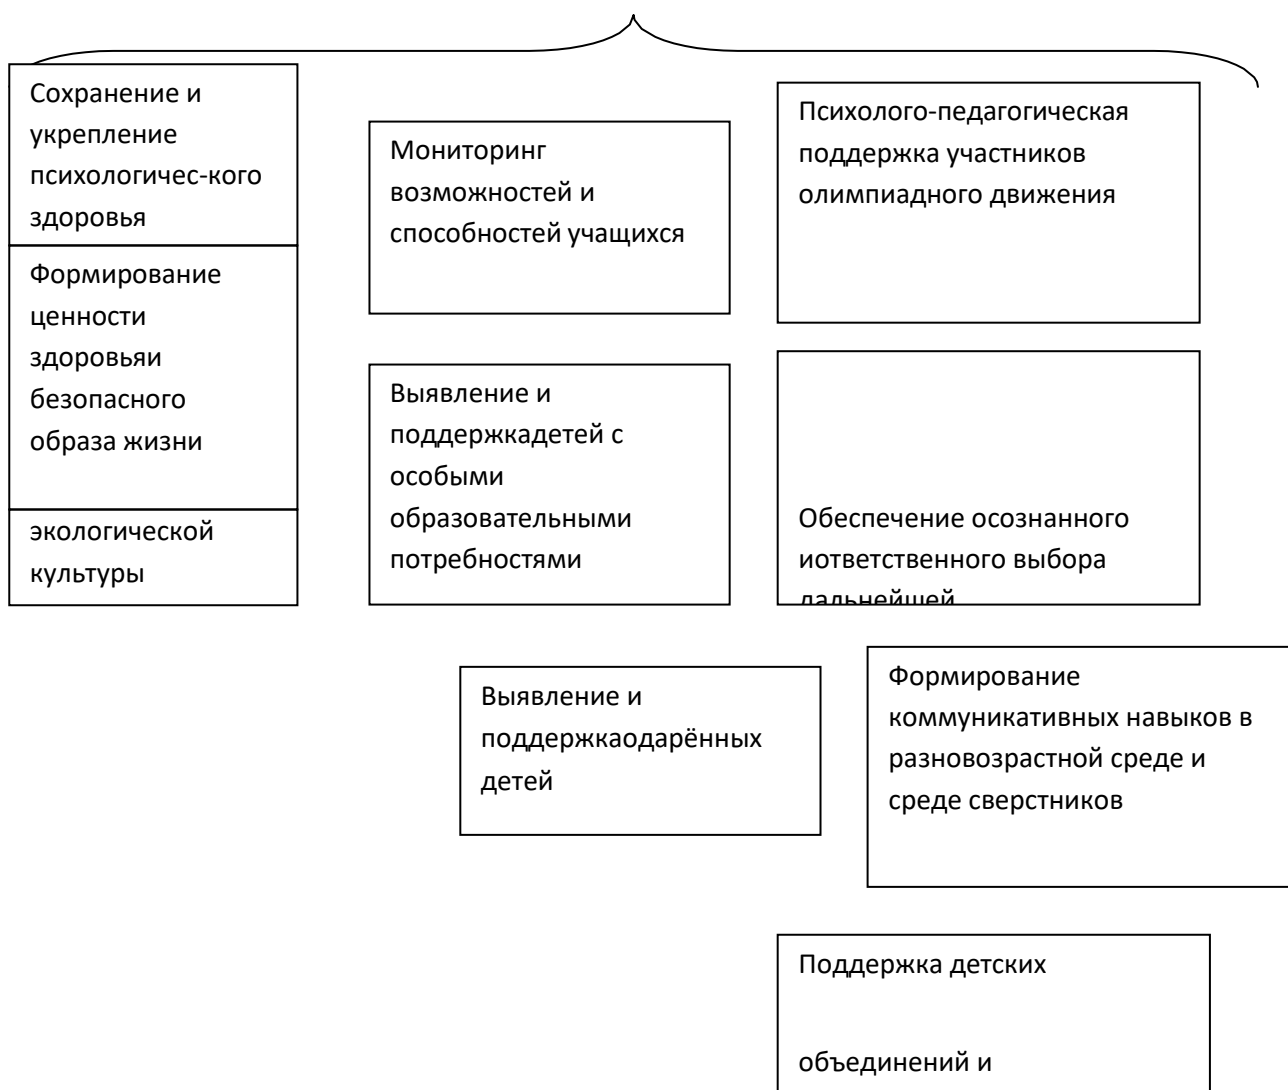 Сохранение и
укрепление
психологичес-кого
здоровья
Формирование
ценности
здоровьяи
безопасного
образа жизни
экологической
культуры
Мониторинг
возможностей и
способностей учащихся
Выявление и
поддержкадетей с
особыми
образовательными
потребностями
Психолого-педагогическая
поддержка участников
олимпиадного движения
Обеспечение осознанного
иответственного выбора
дальнейшей
Выявление и
поддержкаодарённых
детей
Формирование
коммуникативных навыков в
разновозрастной среде и
среде сверстников
Поддержка детских
объединений и